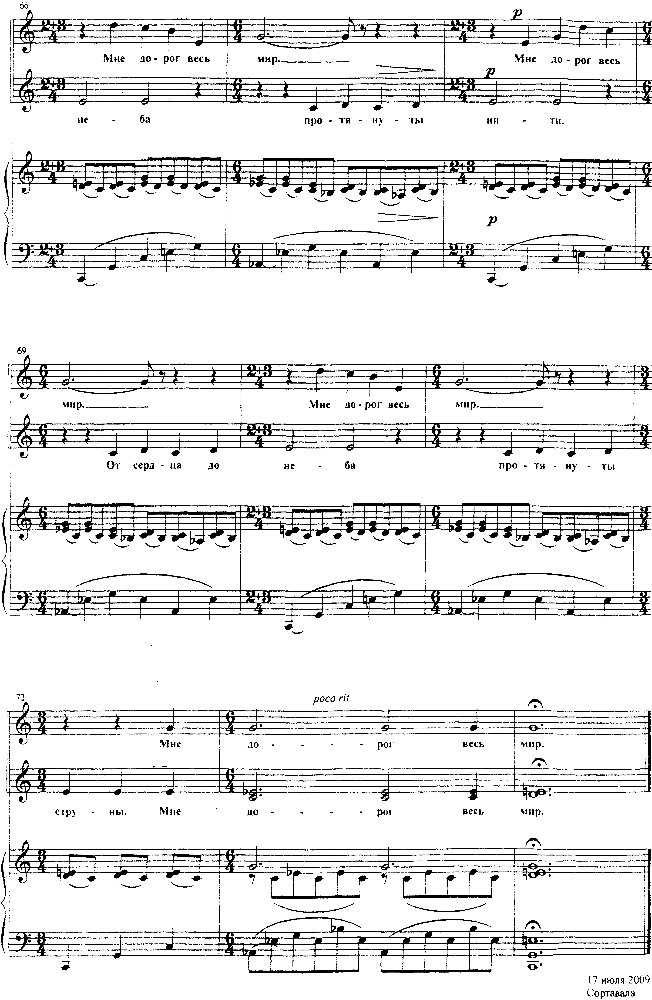 66
p
Мне до - рог весь мир. Мне до - рог весь
p
не - ба про - тя - ну - ты ни - ти.
p
69
мир. Мне до - рог весь мир.
От серд - ца до не - ба про - тя - ну - ты
72
poco rit.
Мне до - - - - рог весь мир.
стру - ны. Мне до - - - - рог весь мир.
17 июля 2009
Сортавала